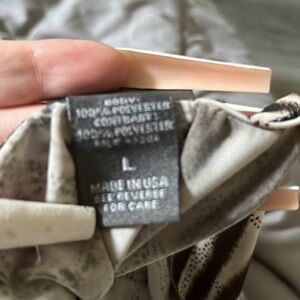 BODY:
100% POLYESTER
CONTRAST:
100% POLYESTER
L
MADE IN USA
SEE REVERSE
FOR CARE